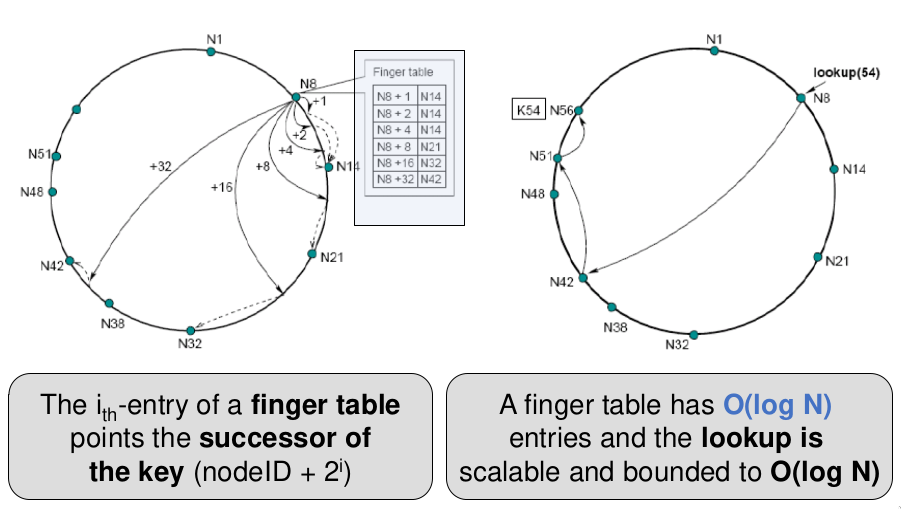 N1
N8
Finger table
N8 + 1 N14
N8 + 2 N14
N8 + 4 N14
N8 + 8 N21
N8 +16 N32
N8 +32 N42
+1
+2
+4
+8
+16
+32
N14
N51
N48
N42
N38
N32
N21
N1
lookup(54)
N8
K54 N56
N51
N48
N14
N42
N21
N38
N32
The ith-entry of a finger table
points the successor of
the key (nodeID + 2^i)
A finger table has O(log N)
entries and the lookup is
scalable and bounded to O(log N)